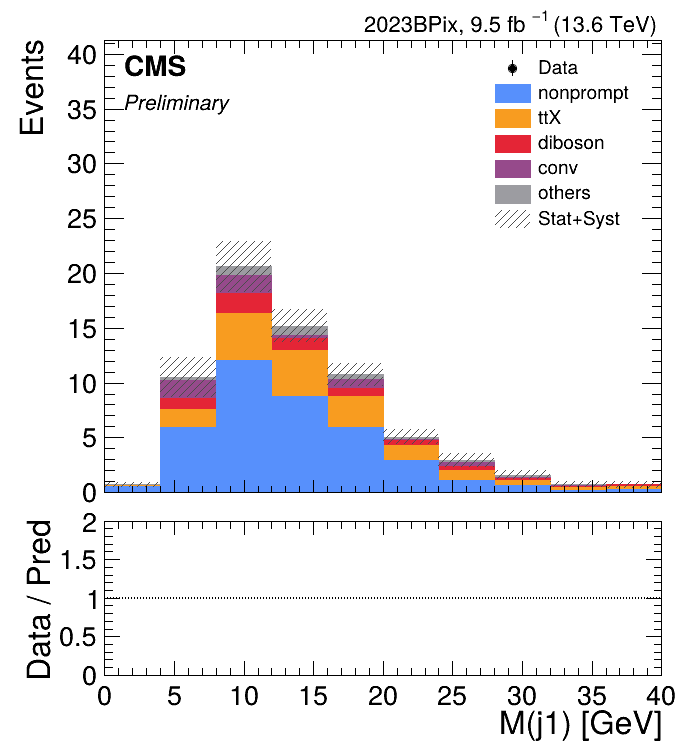 2023BPix, 9.5 fb⁻¹ (13.6 TeV)
CMS
Preliminary
Events
40
35
30
25
20
15
10
5
0
Data
nonprompt
ttX
diboson
conv
others
Stat+Syst
Data / Pred
2
1.5
1
0.5
0
0 5 10 15 20 25 30 35 40
M(j1) [GeV]